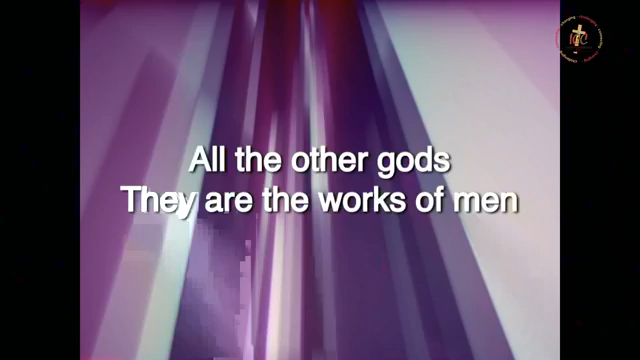 All the other gods
They are the works of men